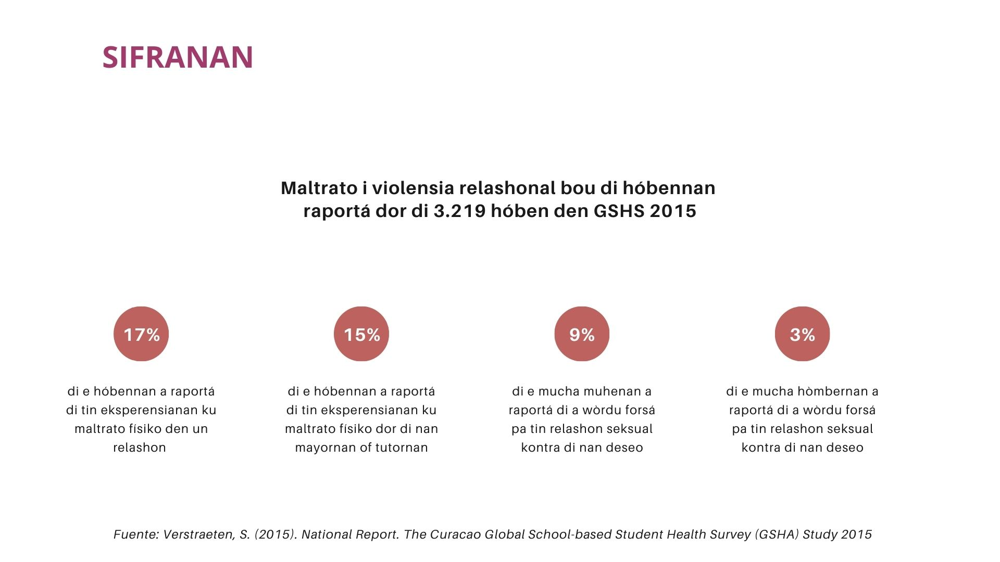 SIFRANAN
Maltrato i violensia relashonal bou di hóbennan
raportá dor di 3.219 hóben den GSHS 2015
17%
di e hóbennan a raportá
di tin eksperensianan ku
maltrato físiko den un
relashon
15%
di e hóbennan a raportá
di tin eksperensianan ku
maltrato físiko dor di nan
mayornan of tutornan
9%
di e mucha muhenan a
raportá di a wòrdu forsá
pa tin relashon seksual
kontra di nan deseo
3%
di e mucha hòmbernan a
raportá di a wòrdu forsá
pa tin relashon seksual
kontra di nan deseo
Fuente: Verstraeten, S. (2015). National Report. The Curacao Global School-based Student Health Survey (GSHA) Study 2015